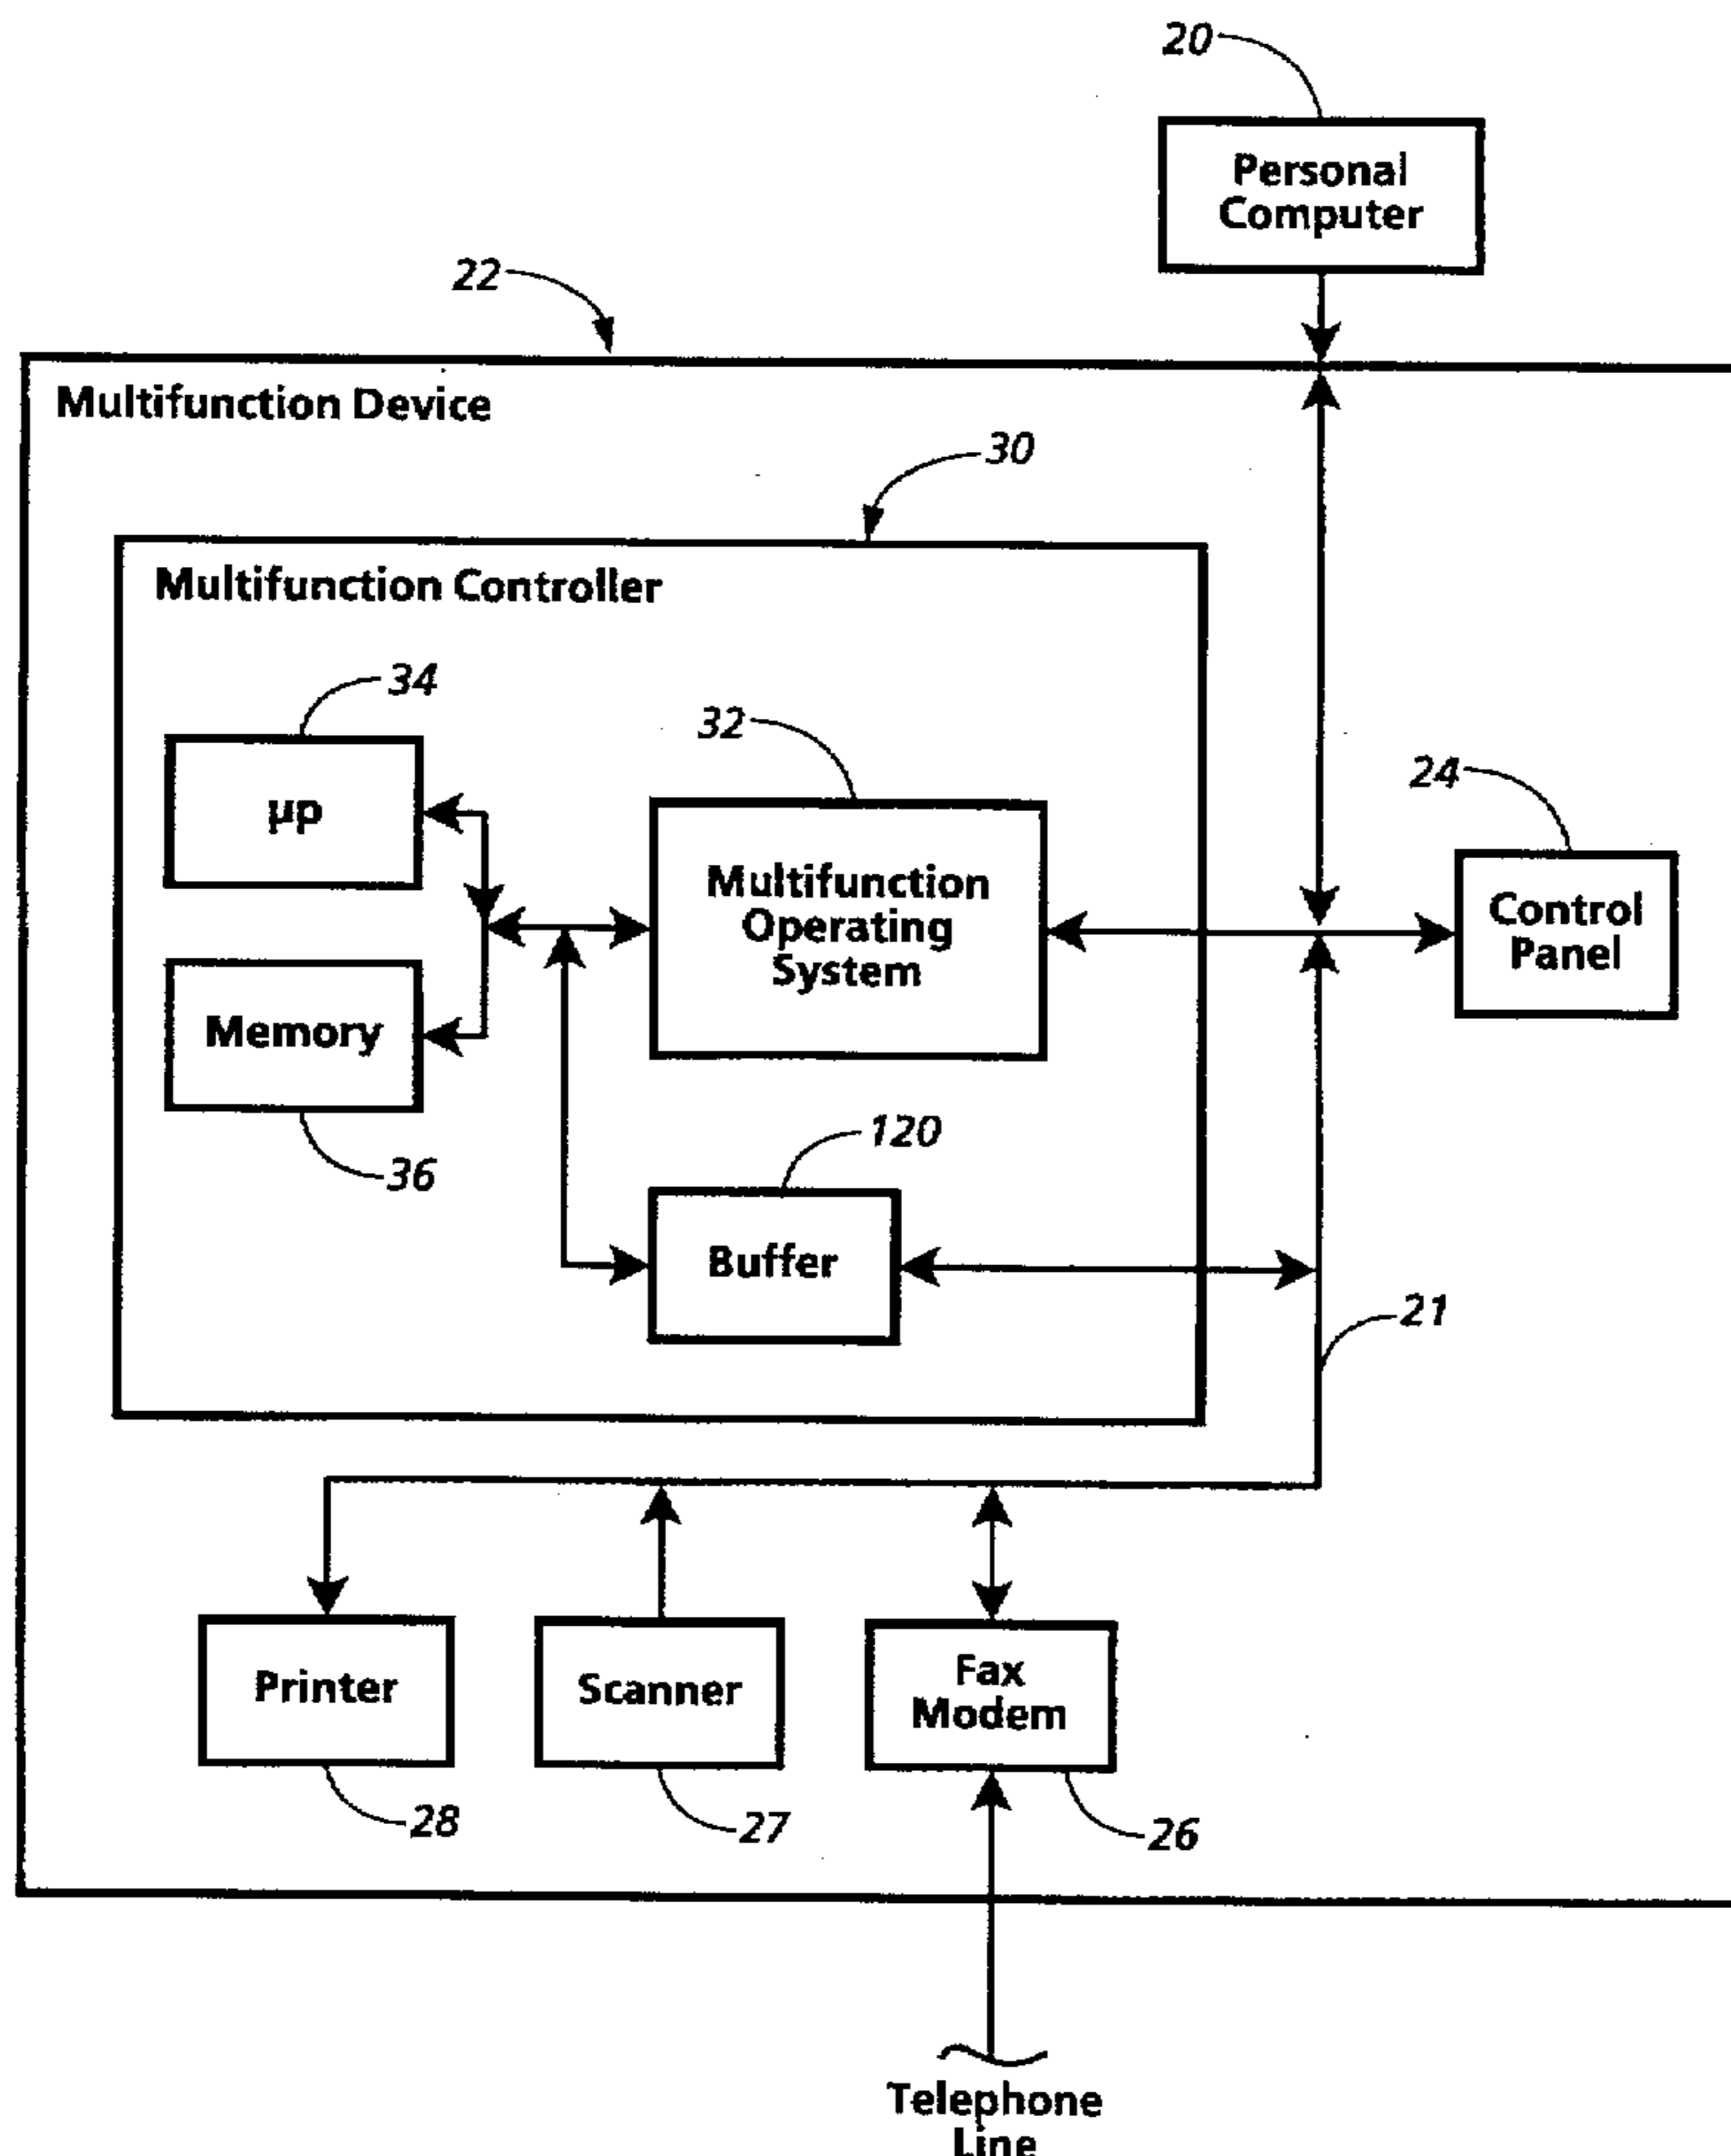 20
Personal
Computer
22
Multifunction Device
30
Multifunction Controller
34
32
24
µp
Multifunction
Operating
System
Control
Panel
Memory
120
36
Buffer
21
Printer
Scanner
Fax
Modem
28
27
26
Telephone
Line